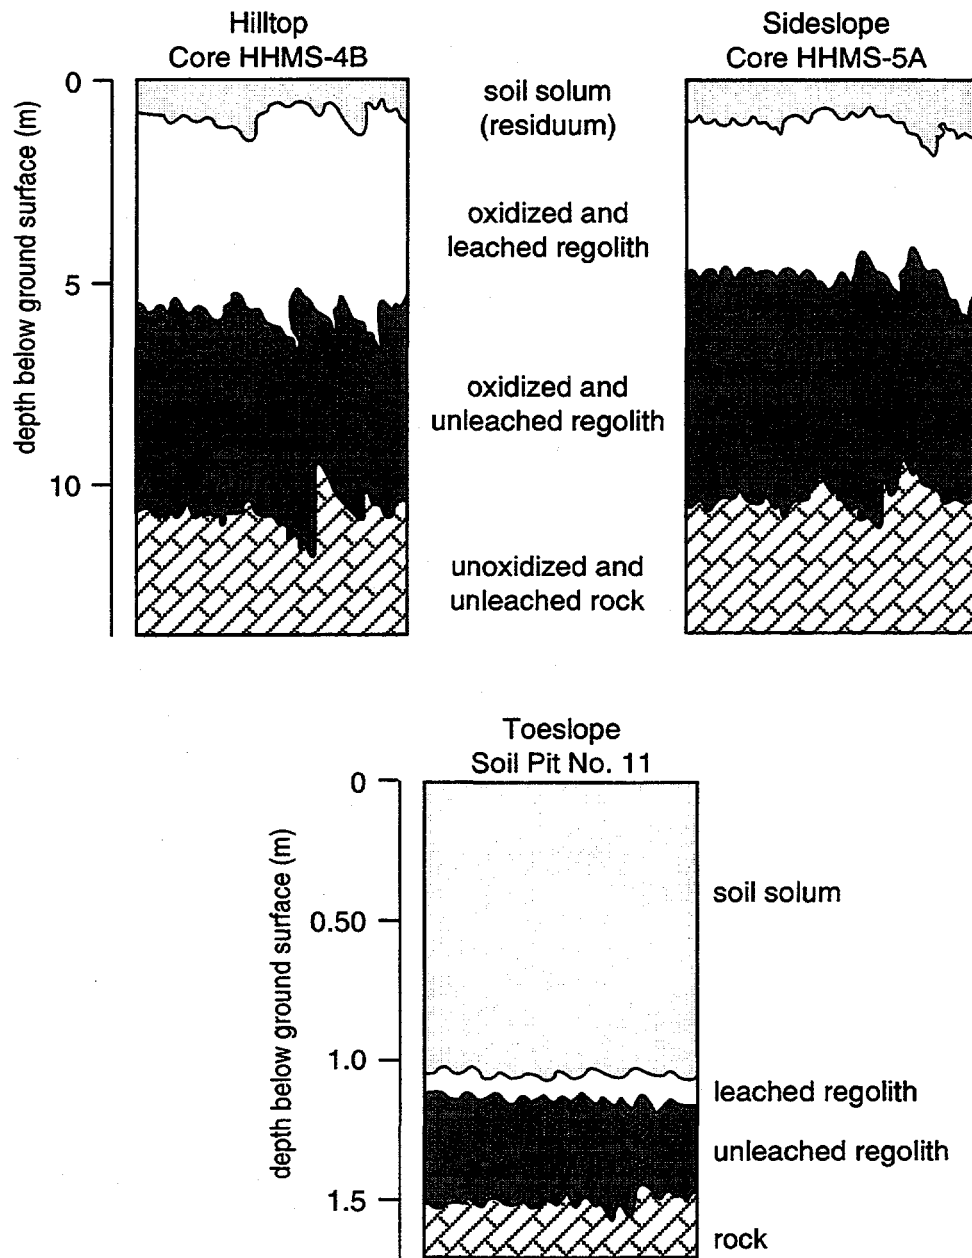 Hilltop
Core HHMS-4B
Sideslope
Core HHMS-5A
depth below ground surface (m)
0
5
10
soil solum
(residuum)
oxidized and
leached regolith
oxidized and
unleached regolith
unoxidized and
unleached rock
Toeslope
Soil Pit No. 11
depth below ground surface (m)
0
0.50
1.0
1.5
soil solum
leached regolith
unleached regolith
rock